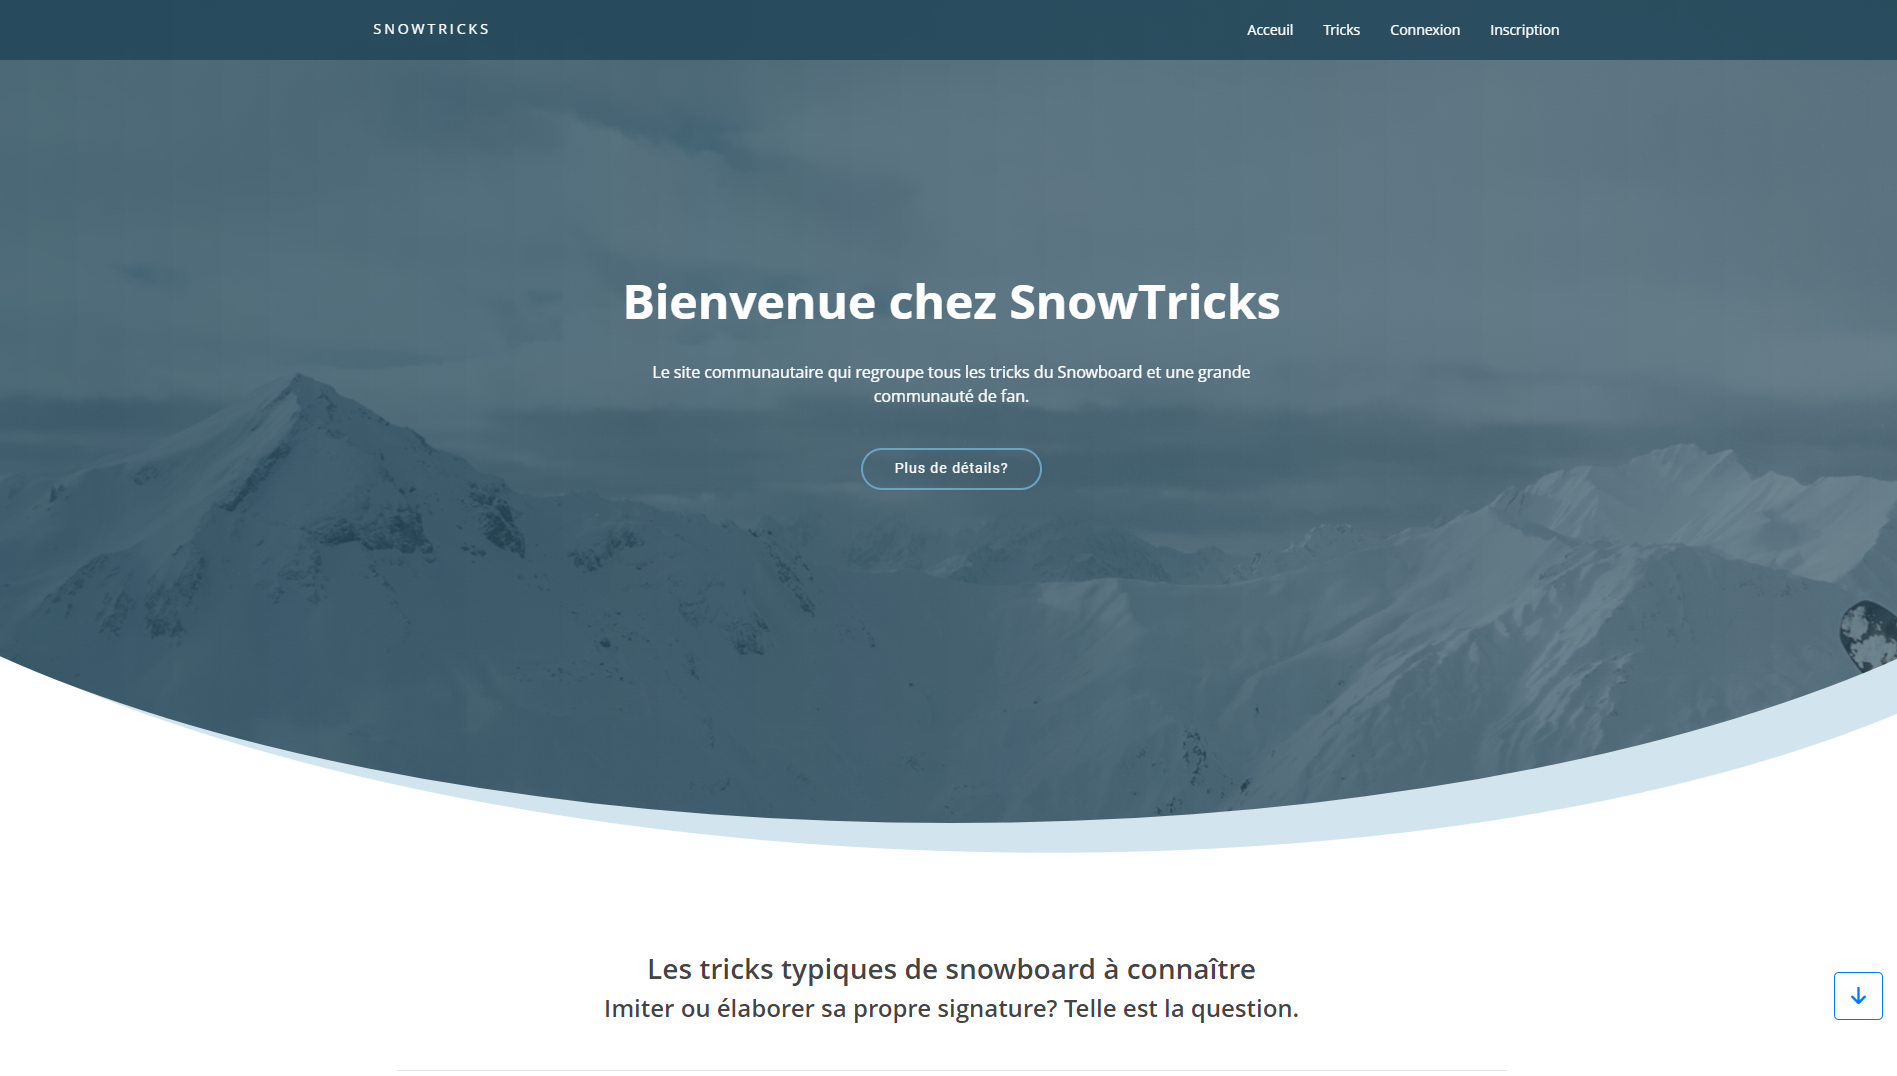 SNOWTRICKS
Acceuil Tricks Connexion Inscription
Bienvenue chez SnowTricks
Le site communautaire qui regroupe tous les tricks du Snowboard et une grande
communauté de fan.
Plus de détails?
Les tricks typiques de snowboard à connaître
Imiter ou élaborer sa propre signature? Telle est la question.